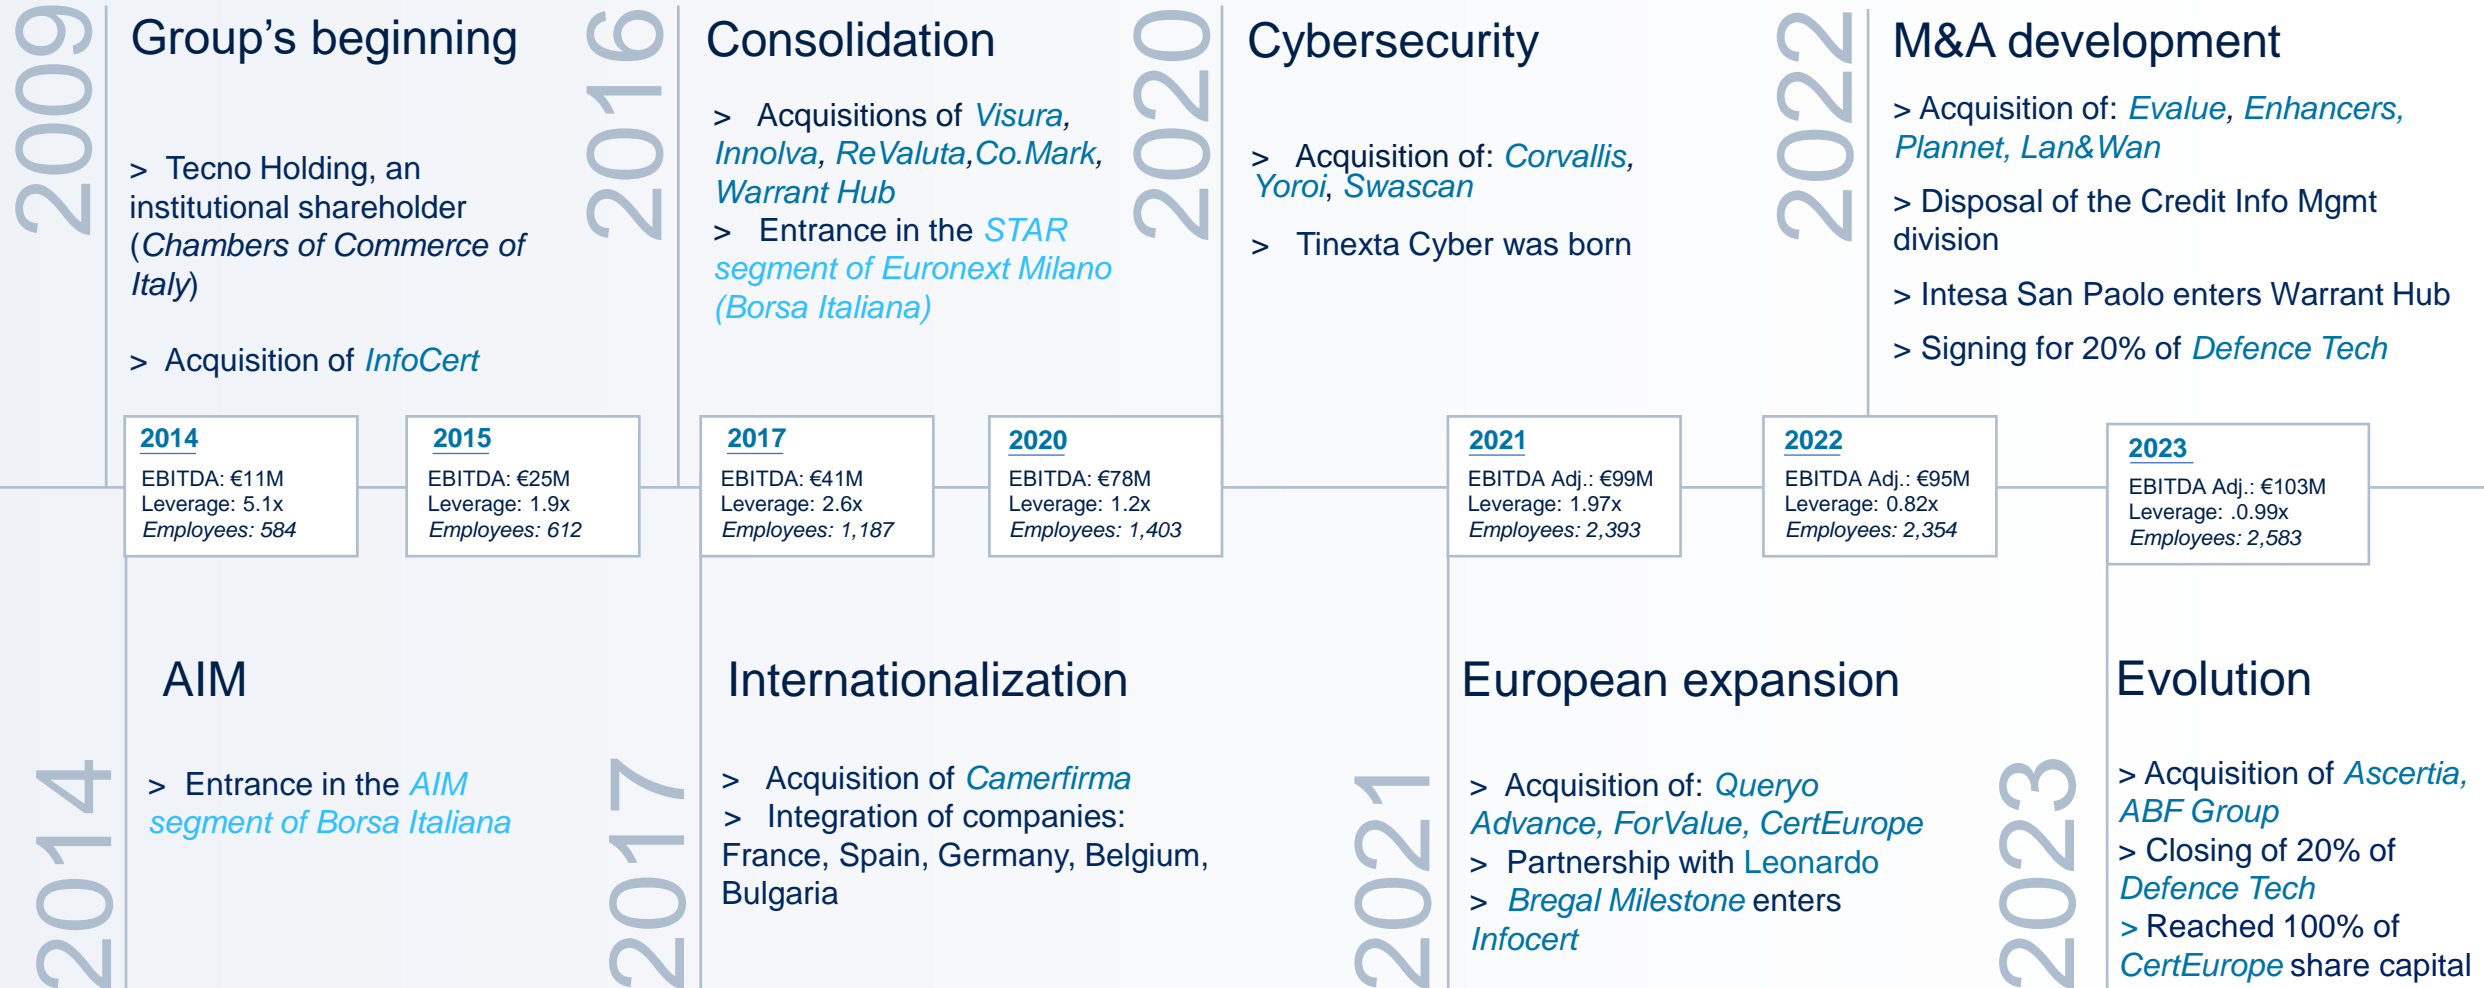 2009
Group's beginning
> Tecno Holding, an
institutional shareholder
(Chambers of Commerce of
Italy)
> Acquisition of InfoCert
2016
Consolidation
> Acquisitions of Visura,
Innolva, ReValuta,Co.Mark,
Warrant Hub
> Entrance in the STAR
segment of Euronext Milano
(Borsa Italiana)
2020
Cybersecurity
> Acquisition of: Corvallis,
Yoroi, Swascan
> Tinexta Cyber was born
2022
M&A development
> Acquisition of: Evalue, Enhancers,
Plannet, Lan&Wan
> Disposal of the Credit Info Mgmt
division
> Intesa San Paolo enters Warrant Hub
> Signing for 20% of Defence Tech
2014
EBITDA: €11M
Leverage: 5.1x
Employees: 584
2015
EBITDA: €25M
Leverage: 1.9x
Employees: 612
2017
EBITDA: €41M
Leverage: 2.6x
Employees: 1,187
2020
EBITDA: €78M
Leverage: 1.2x
Employees: 1,403
2021
EBITDA Adj.: €99M
Leverage: 1.97x
Employees: 2,393
2022
EBITDA Adj.: €95M
Leverage: 0.82x
Employees: 2,354
2023
EBITDA Adj.: €103M
Leverage: .0.99x
Employees: 2,583
2014
AIM
> Entrance in the AIM
segment of Borsa Italiana
2017
Internationalization
> Acquisition of Camerfirma
> Integration of companies:
France, Spain, Germany, Belgium,
Bulgaria
2021
European expansion
> Acquisition of: Queryo
Advance, ForValue, CertEurope
> Partnership with Leonardo
> Bregal Milestone enters
Infocert
2023
Evolution
> Acquisition of Ascertia,
ABF Group
> Closing of 20% of
Defence Tech
> Reached 100% of
CertEurope share capital